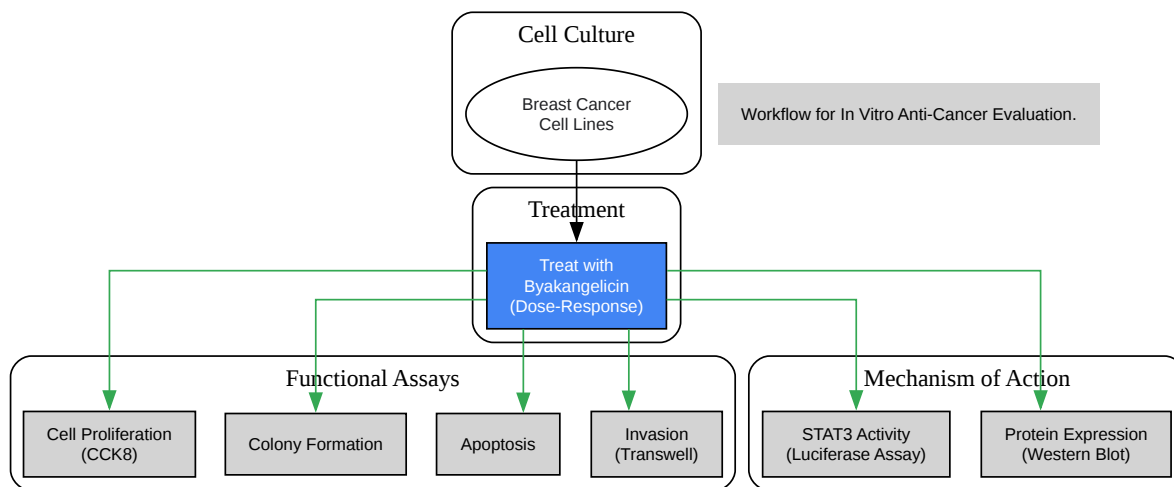 Cell Culture
Breast Cancer
Cell Lines
Workflow for In Vitro Anti-Cancer Evaluation.
Treatment
Treat with
Byakangelicin
(Dose-Response)
Functional Assays
Cell Proliferation
(CCK8)
Colony Formation
Apoptosis
Invasion
(Transwell)
Mechanism of Action
STAT3 Activity
(Luciferase Assay)
Protein Expression
(Western Blot)